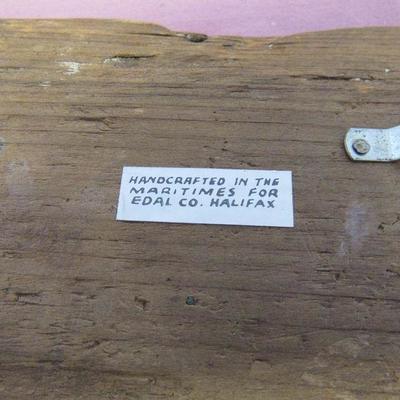 HANDCRAFTED IN THE
MARITIMES FOR
EDAL CO. HALIFAX